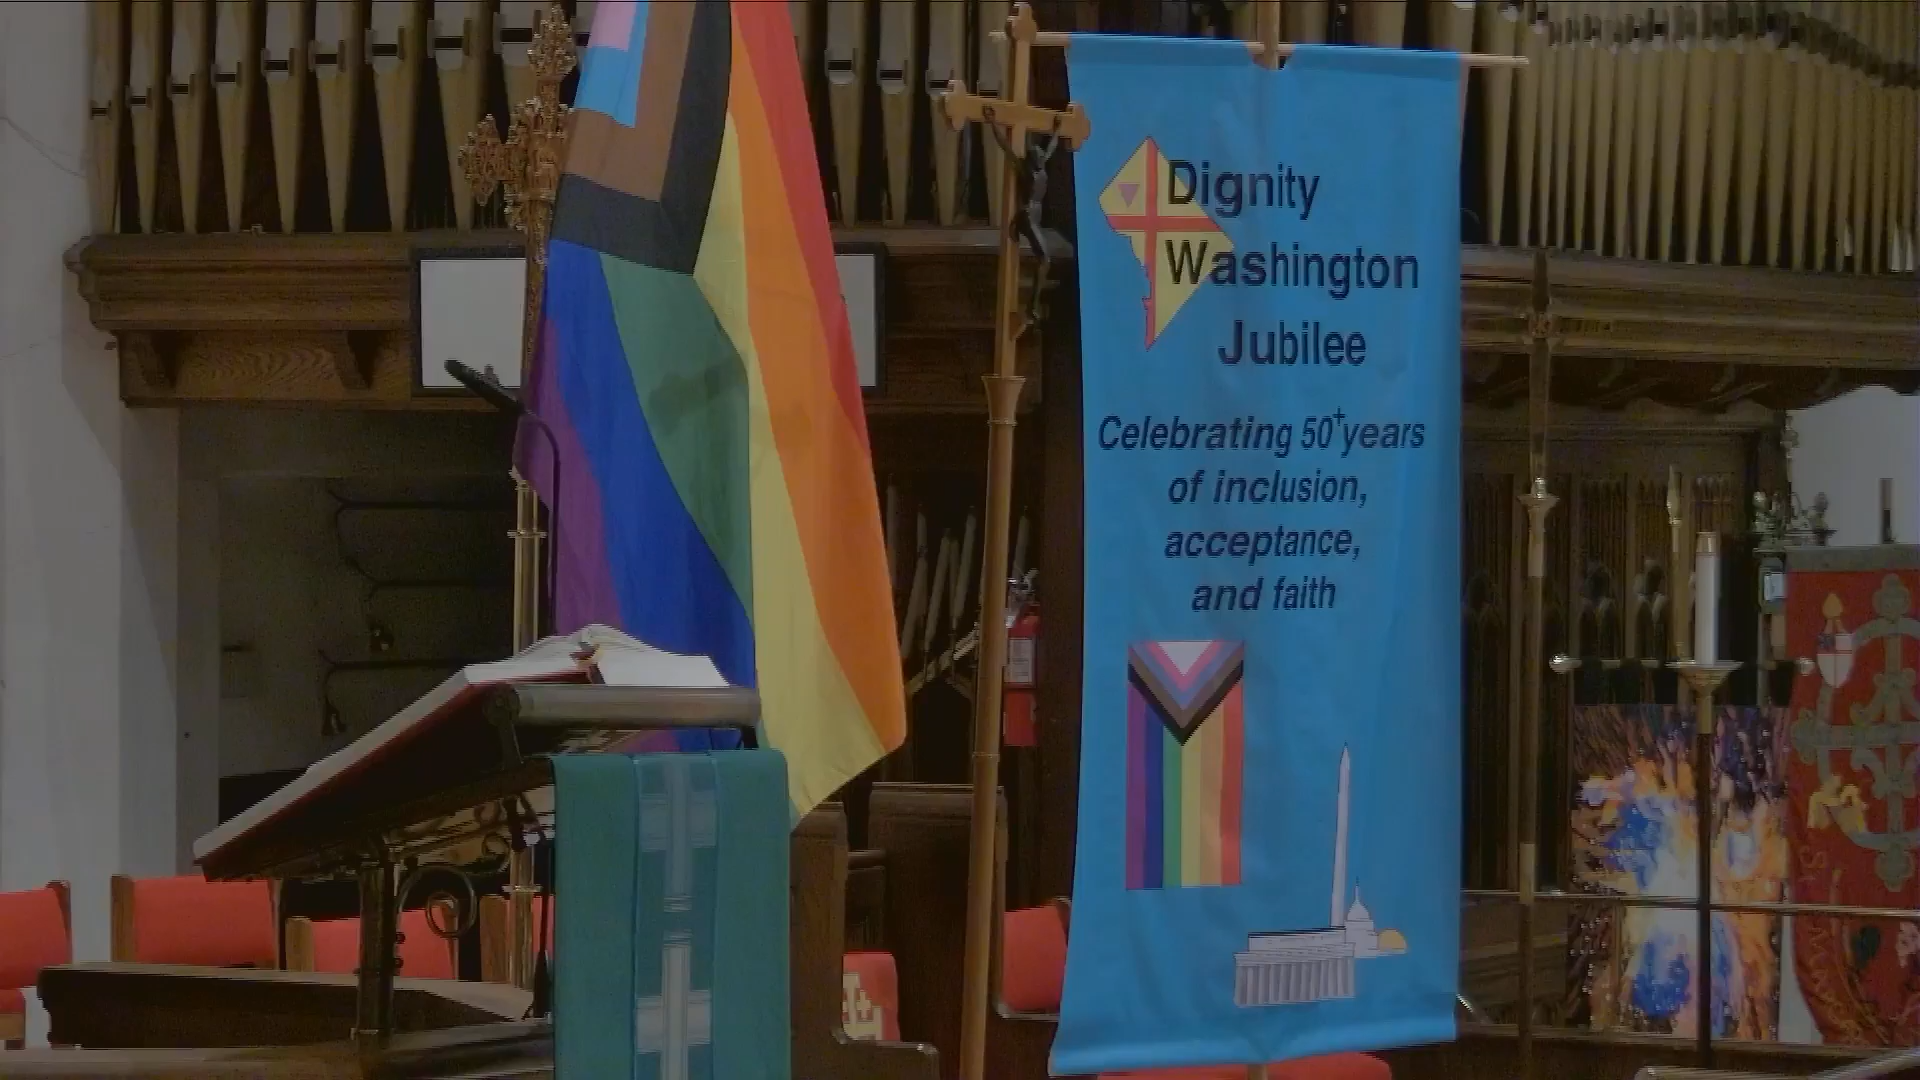 Dignity
Washington
Jubilee
Celebrating 50⁺years
of inclusion,
acceptance,
and faith